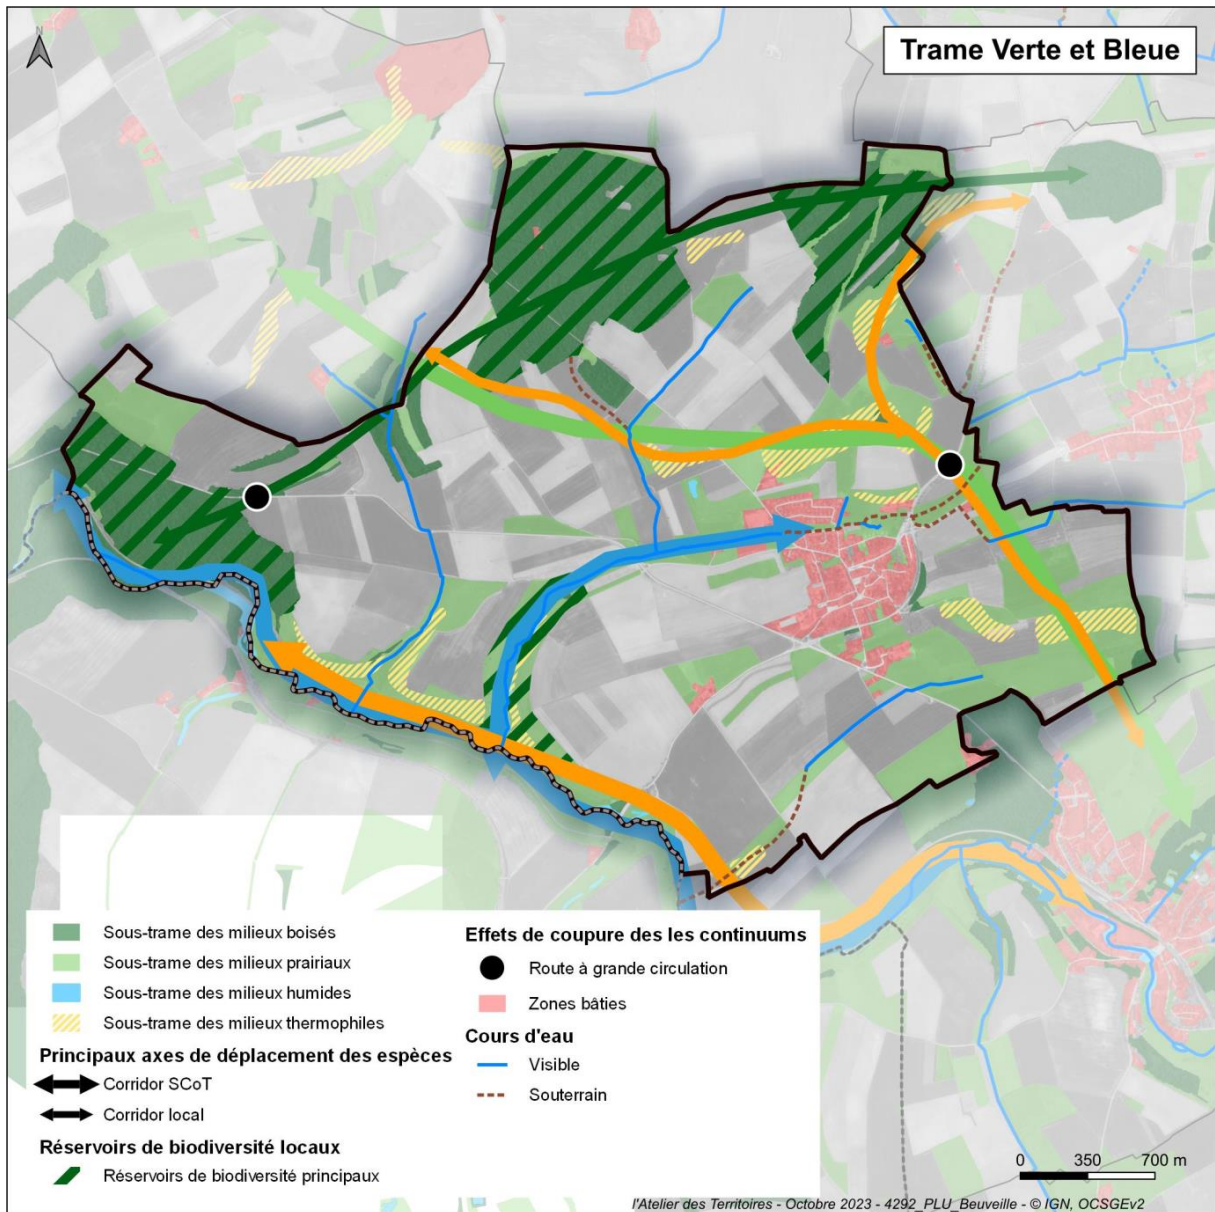 N
Trame Verte et Bleue
Sous-trame des milieux boisés
Sous-trame des milieux prairiaux
Sous-trame des milieux humides
Sous-trame des milieux thermophiles
Principaux axes de déplacement des espèces
Corridor SCoT
Corridor local
Réservoirs de biodiversité locaux
Réservoirs de biodiversité principaux
Effets de coupure des les continuums
Route à grande circulation
Zones bâties
Cours d'eau
Visible
Souterrain
0 350 700 m
l'Atelier des Territoires - Octobre 2023 - 4292_PLU_Beuveille - © IGN, OCSGEv2